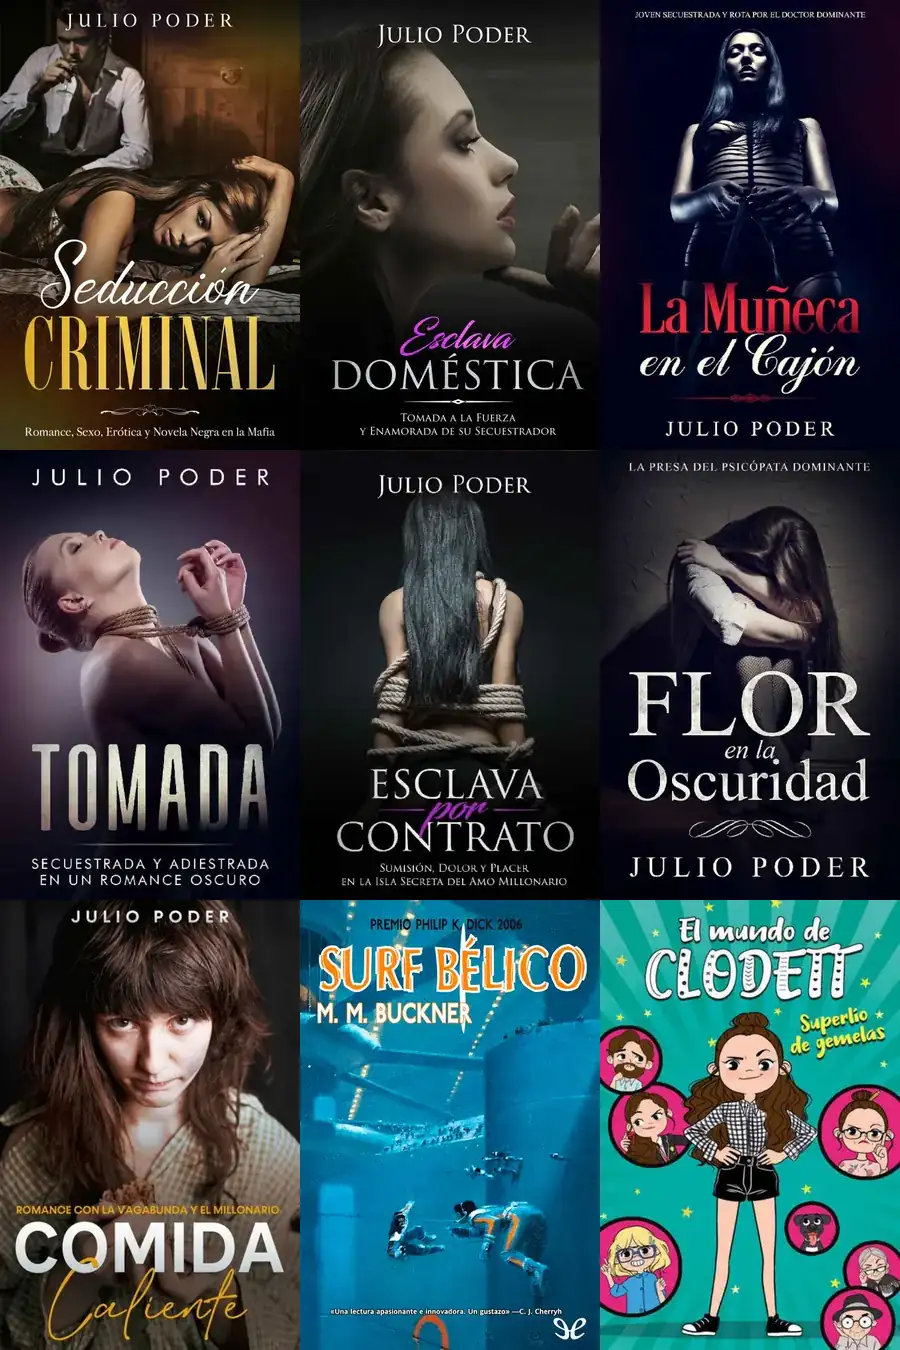 JULIO PODER
Seducción
CRIMINAL
Romance, Sexo, Erótica y Novela Negra en la Mafia
JULIO PODER
Esclava
DOMÉSTICA
TOMADA A LA FUERZA
Y ENAMORADA DE SU SECUESTRADOR
JOVEN SECUESTRADA Y ROTA POR EL DOCTOR DOMINANTE
La Muñeca
en el Cajón
JULIO PODER
JULIO PODER
TOMADA
SECUESTRADA Y ADIESTRADA
EN UN ROMANCE OSCURO
JULIO PODER
ESCLAVA
por
CONTRATO
SUMISIÓN, DOLOR Y PLACER
EN LA ISLA SECRETA DEL AMO MILLONARIO
LA PRESA DEL PSICÓPATA DOMINANTE
FLOR
en la
Oscuridad
JULIO PODER
JULIO PODER
ROMANCE CON LA VAGABUNDA Y EL MILLONARIO
COMIDA
Caliente
PREMIO PHILIP K. DICK 2006
SURF BÉLICO
M. M. BUCKNER
«Una lectura apasionante e innovadora. Un gustazo» —C. J. Cherryh
El mundo de
CLODETT
Superlío
de gemelas